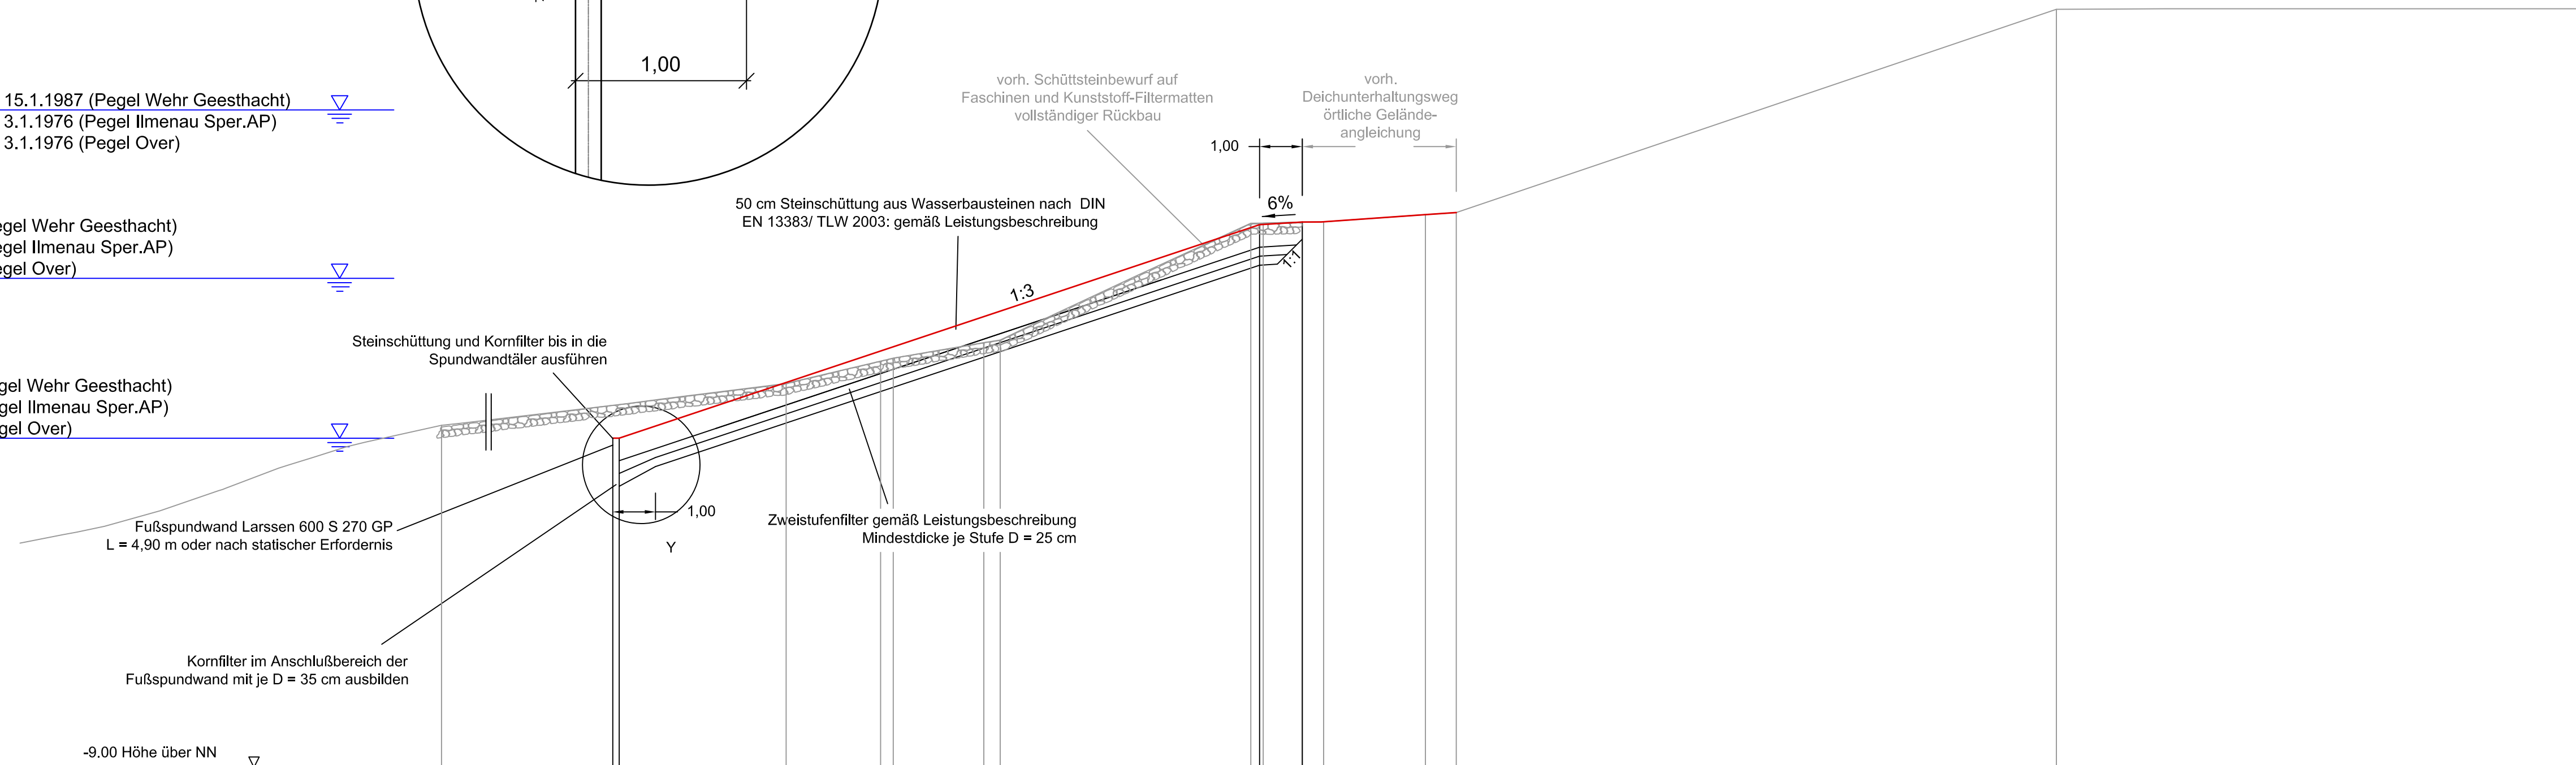 1,00
15.1.1987 (Pegel Wehr Geesthacht)
3.1.1976 (Pegel Ilmenau Sper.AP)
3.1.1976 (Pegel Over)
egel Wehr Geesthacht)
egel Ilmenau Sper.AP)
egel Over)
gel Wehr Geesthacht)
gel Ilmenau Sper.AP)
gel Over)
vorh. Schüttsteinbewurf auf
Faschinen und Kunststoff-Filtermatten
vollständiger Rückbau
vorh.
Deichunterhaltungsweg
örtliche Gelände-
angleichung
1,00
6%
1:1
50 cm Steinschüttung aus Wasserbausteinen nach DIN
EN 13383/ TLW 2003: gemäß Leistungsbeschreibung
1:3
Steinschüttung und Kornfilter bis in die
Spundwandtäler ausführen
Fußspundwand Larssen 600 S 270 GP
L = 4,90 m oder nach statischer Erfordernis
1,00
Y
Zweistufenfilter gemäß Leistungsbeschreibung
Mindestdicke je Stufe D = 25 cm
Kornfilter im Anschlußbereich der
Fußspundwand mit je D = 35 cm ausbilden
-9.00 Höhe über NN